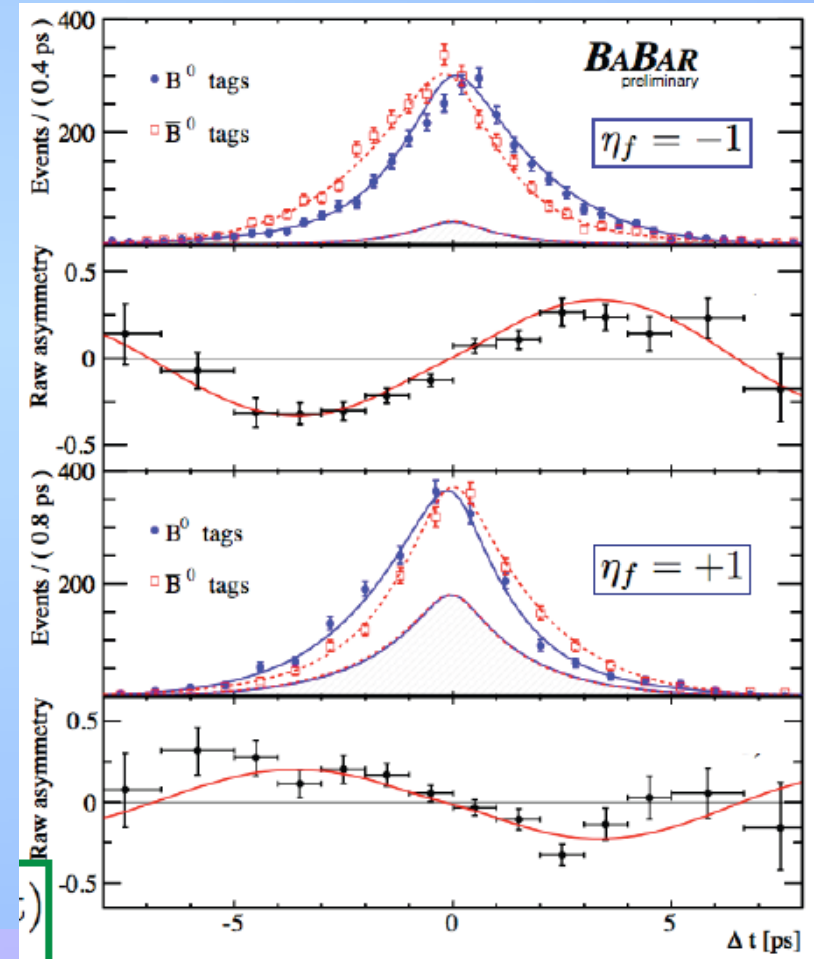 400
Events / ( 0.4 ps )
B⁰ tags
B̅⁰ tags
BABAR
preliminary
η_f = −1
200
Raw asymmetry
0.5
0
-0.5
400
Events / ( 0.8 ps )
B⁰ tags
B̅⁰ tags
η_f = +1
200
Raw asymmetry
0.5
0
-0.5
-5 0 5
Δ t [ps]